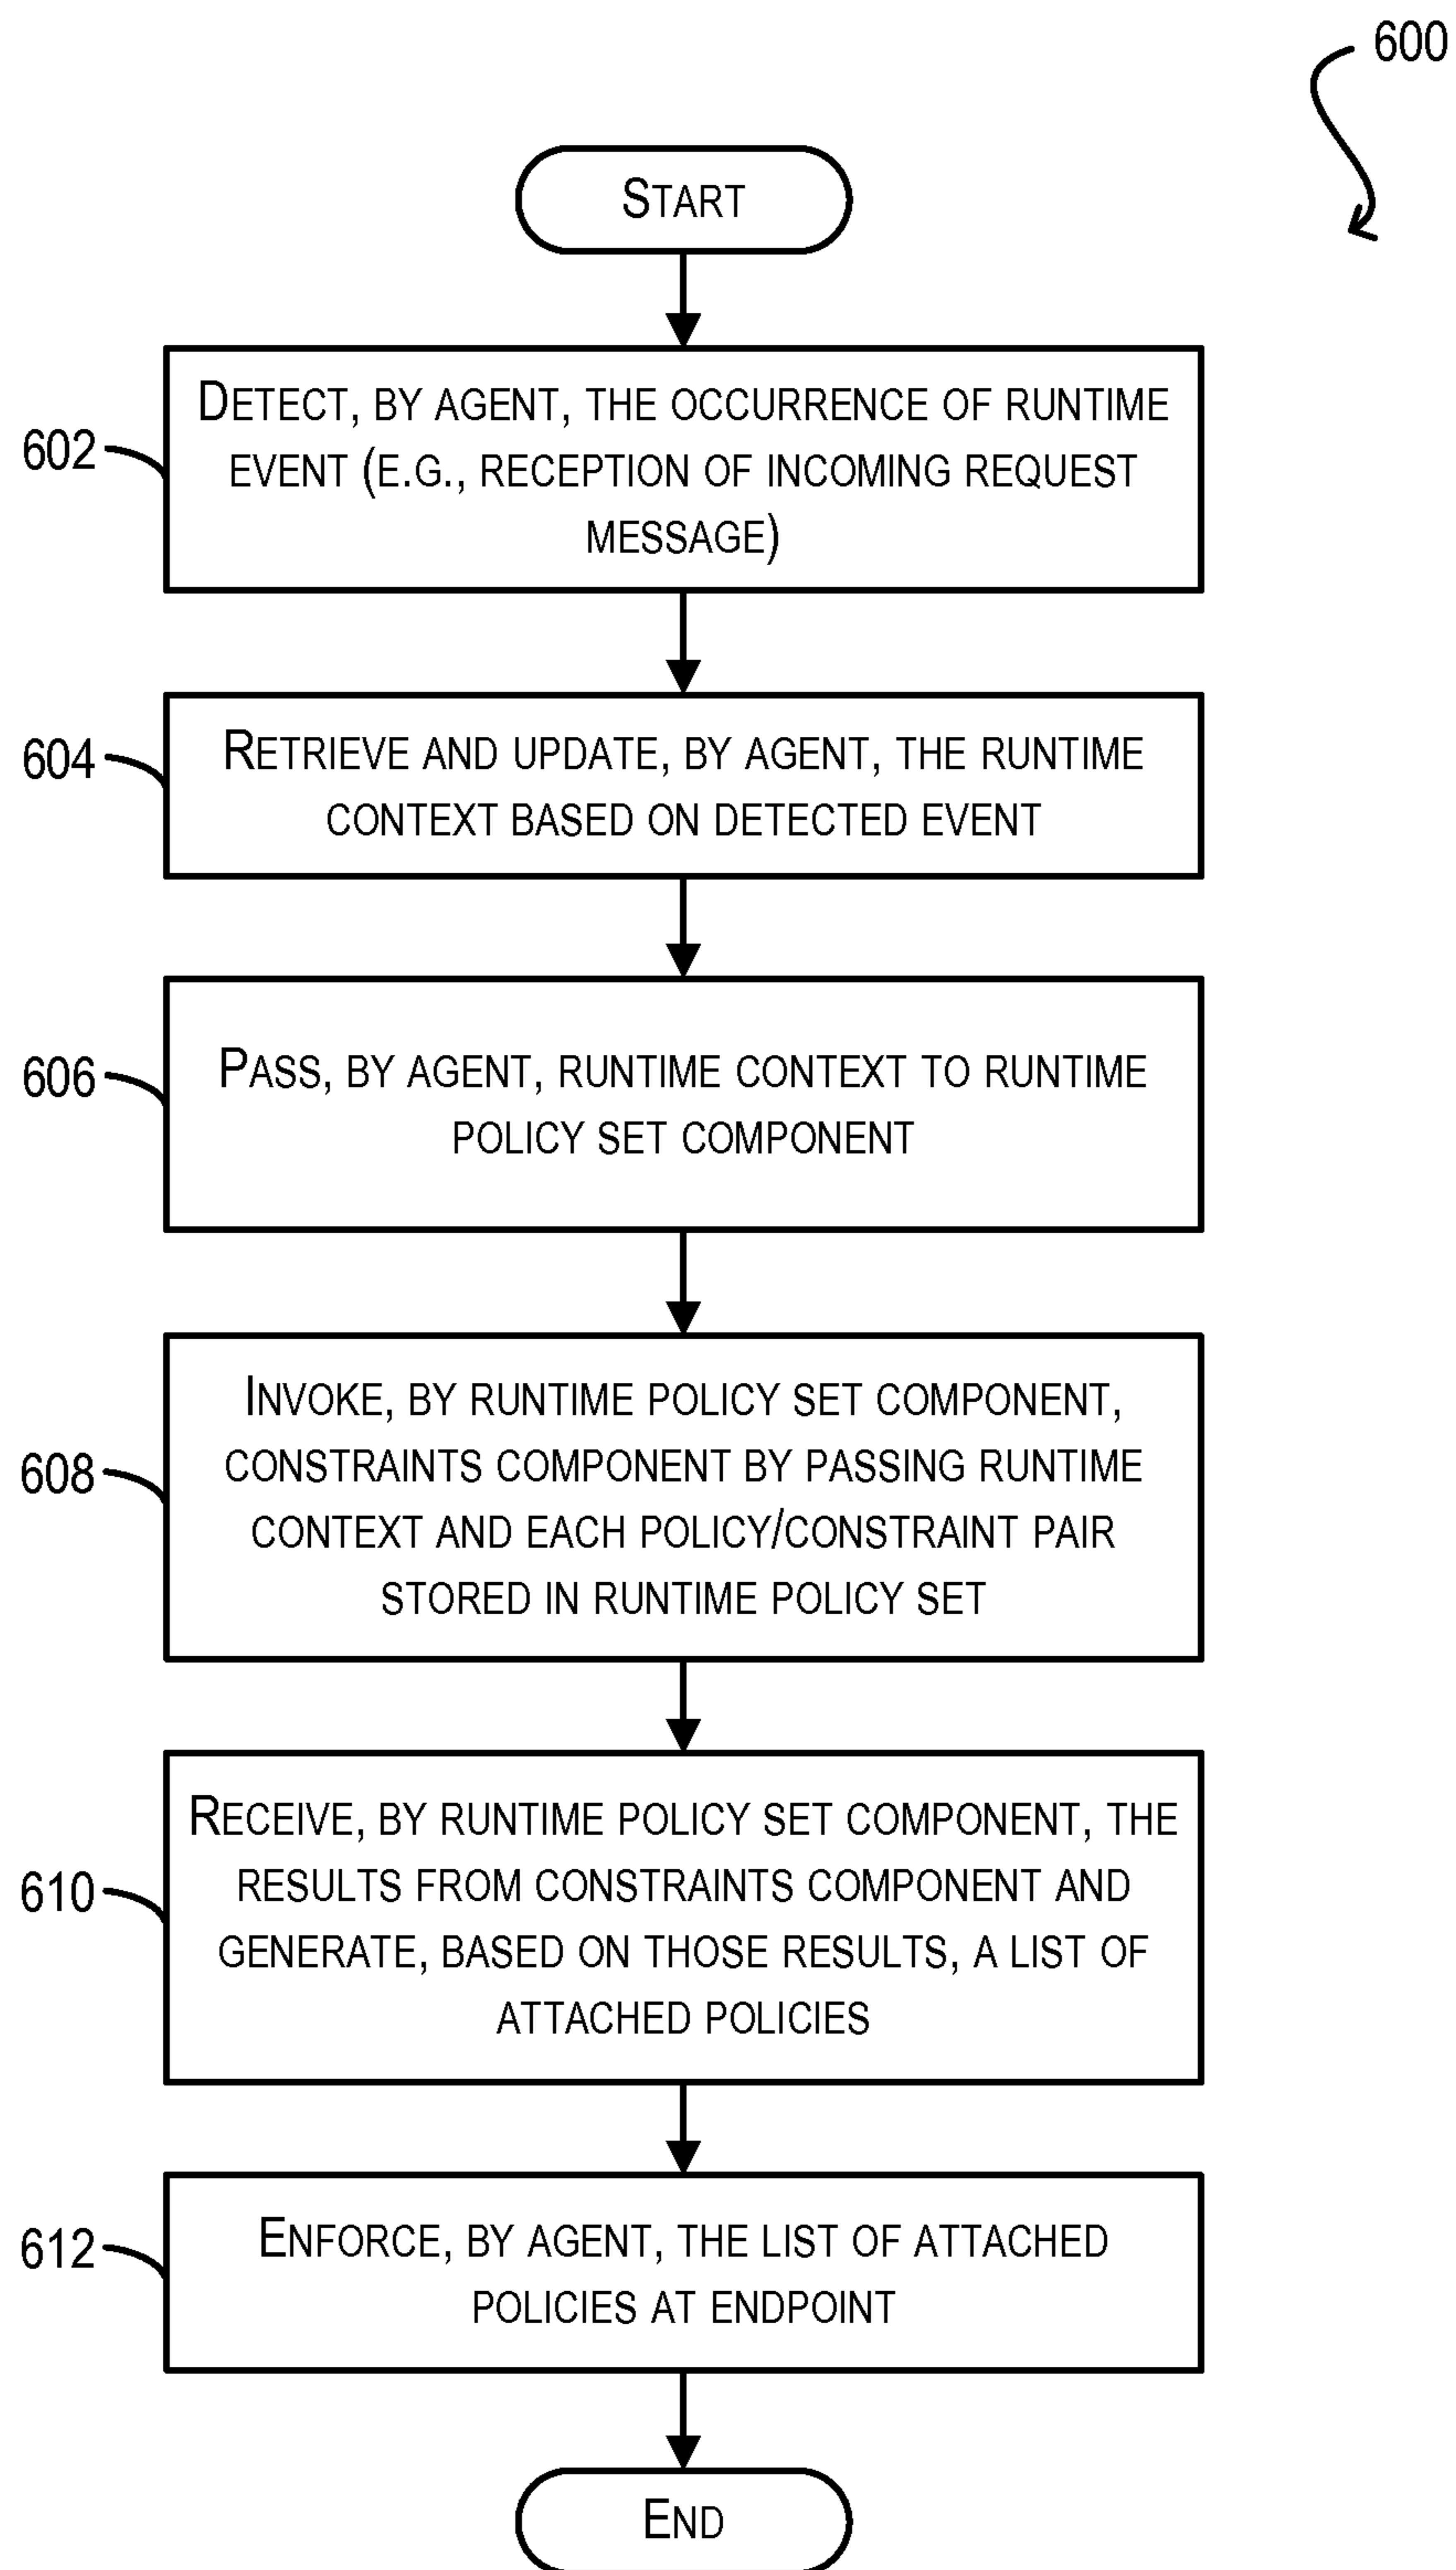 600
START
DETECT, BY AGENT, THE OCCURRENCE OF RUNTIME
EVENT (E.G., RECEPTION OF INCOMING REQUEST
MESSAGE)
602
RETRIEVE AND UPDATE, BY AGENT, THE RUNTIME
CONTEXT BASED ON DETECTED EVENT
604
PASS, BY AGENT, RUNTIME CONTEXT TO RUNTIME
POLICY SET COMPONENT
606
INVOKE, BY RUNTIME POLICY SET COMPONENT,
CONSTRAINTS COMPONENT BY PASSING RUNTIME
CONTEXT AND EACH POLICY/CONSTRAINT PAIR
STORED IN RUNTIME POLICY SET
608
RECEIVE, BY RUNTIME POLICY SET COMPONENT, THE
RESULTS FROM CONSTRAINTS COMPONENT AND
GENERATE, BASED ON THOSE RESULTS, A LIST OF
ATTACHED POLICIES
610
ENFORCE, BY AGENT, THE LIST OF ATTACHED
POLICIES AT ENDPOINT
612
END